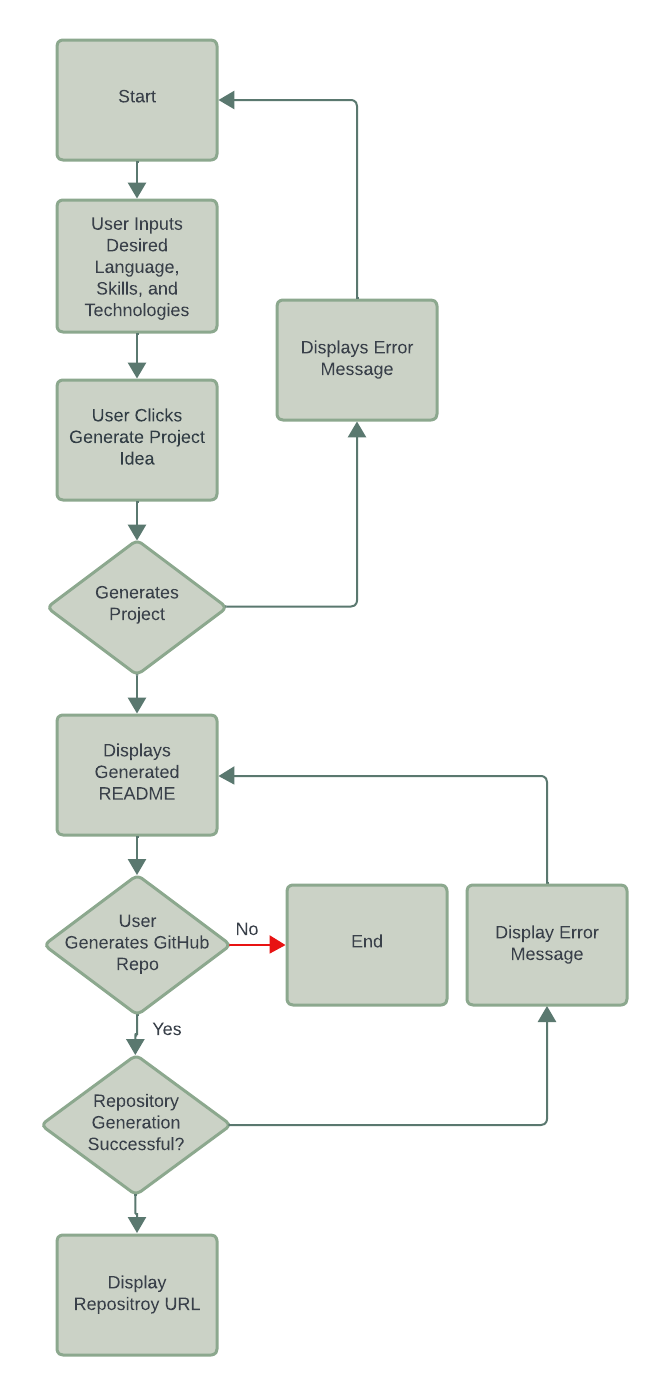 Start
User Inputs
Desired
Language,
Skills, and
Technologies
Displays Error
Message
User Clicks
Generate Project
Idea
Generates
Project
Displays
Generated
README
User
Generates GitHub
Repo
No
End
Display Error
Message
Yes
Repository
Generation
Successful?
Display
Repositroy URL